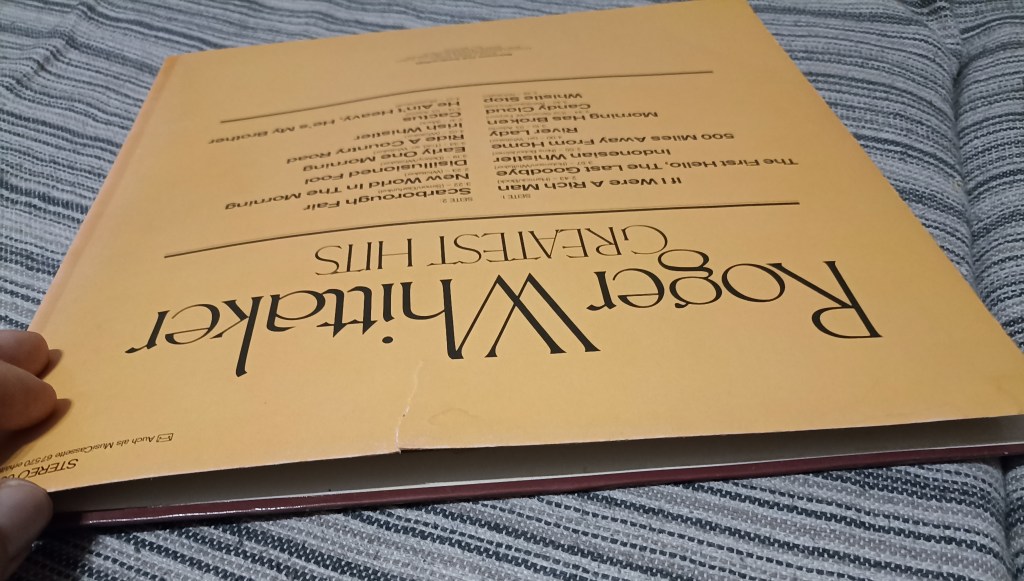 STEREO
Auch als MusiCassette 67 570
Roger Whittaker
GREATEST HITS
SEITE 1:
If I Were A Rich Man
The First Hello, The Last Goodbye
Indonesian Whistler
500 Miles Away From Home
River Lady
Morning Has Broken
Candy Cloud
Whistle Stop
SEITE 2:
Scarborough Fair
New World In The Morning
Disillusioned Fool
Early One Morning
Ride A Country Road
Irish Whistler
Cactus
He Ain't Heavy, He's My Brother